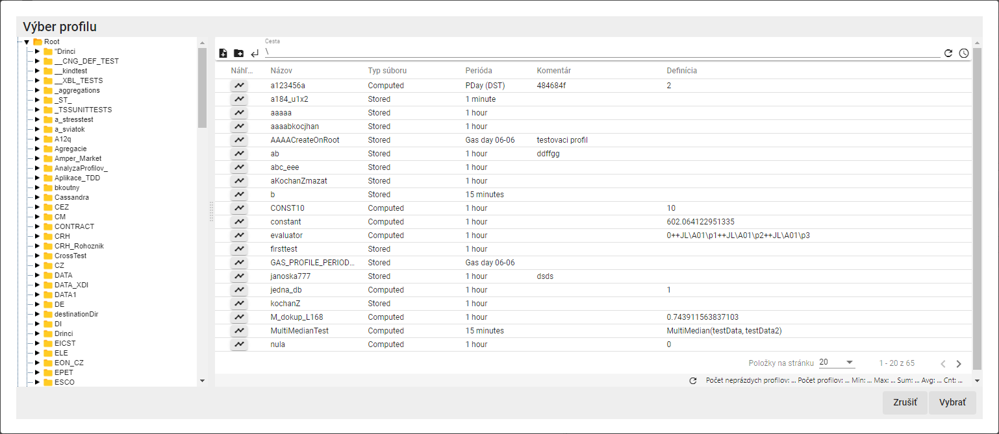 Výber profilu
Root
"Drinci
__CNG_DEF_TEST
__kindtest
__XBL_TESTS
_aggregations
_ST_
_TSSUNITTESTS
a_stresstest
a_sviatok
A12q
Agregacie
Amper_Market
AnalyzaProfilov_
Aplikace_TDD
bkoutny
Cassandra
CEZ
CM
CONTRACT
CRH
CRH_Rohoznik
CrossTest
CZ
DATA
DATA_XDI
DATA1
DE
destinationDir
DI
Drinci
EICST
ELE
EON_CZ
EPET
ESCO
Cesta
\
Náhľ... Názov Typ súboru Perióda Komentár Definícia
a123456a Computed PDay (DST) 484684f 2
a184_u1x2 Stored 1 minute
aaaaa Stored 1 hour
aaaabkocjhan Stored 1 hour
AAAACreateOnRoot Stored Gas day 06-06 testovaci profil
ab Stored 1 hour ddffgg
abc_eee Stored 1 hour
aKochanZmazat Stored 1 hour
b Stored 15 minutes
CONST10 Computed 1 hour 10
constant Computed 1 hour 602.064122951335
evaluator Computed 1 hour 0++JL\A01\p1++JL\A01\p2++JL\A01\p3
firsttest Stored 1 hour
GAS_PROFILE_PERIOD... Stored Gas day 06-06
janoska777 Stored 1 hour dsds
jedna_db Computed 1 hour 1
kochanZ Stored 1 hour
M_dokup_L168 Computed 1 hour 0.743911563837103
MultiMedianTest Computed 15 minutes MultiMedian(testData, testData2)
nula Computed 1 hour 0
Položky na stránku 20 1 - 20 z 65
Počet neprázdych profilov: ... Počet profilov: ... Min: ... Max: ... Sum: ... Avg: ... Cnt: ...
Zrušiť Vybrať